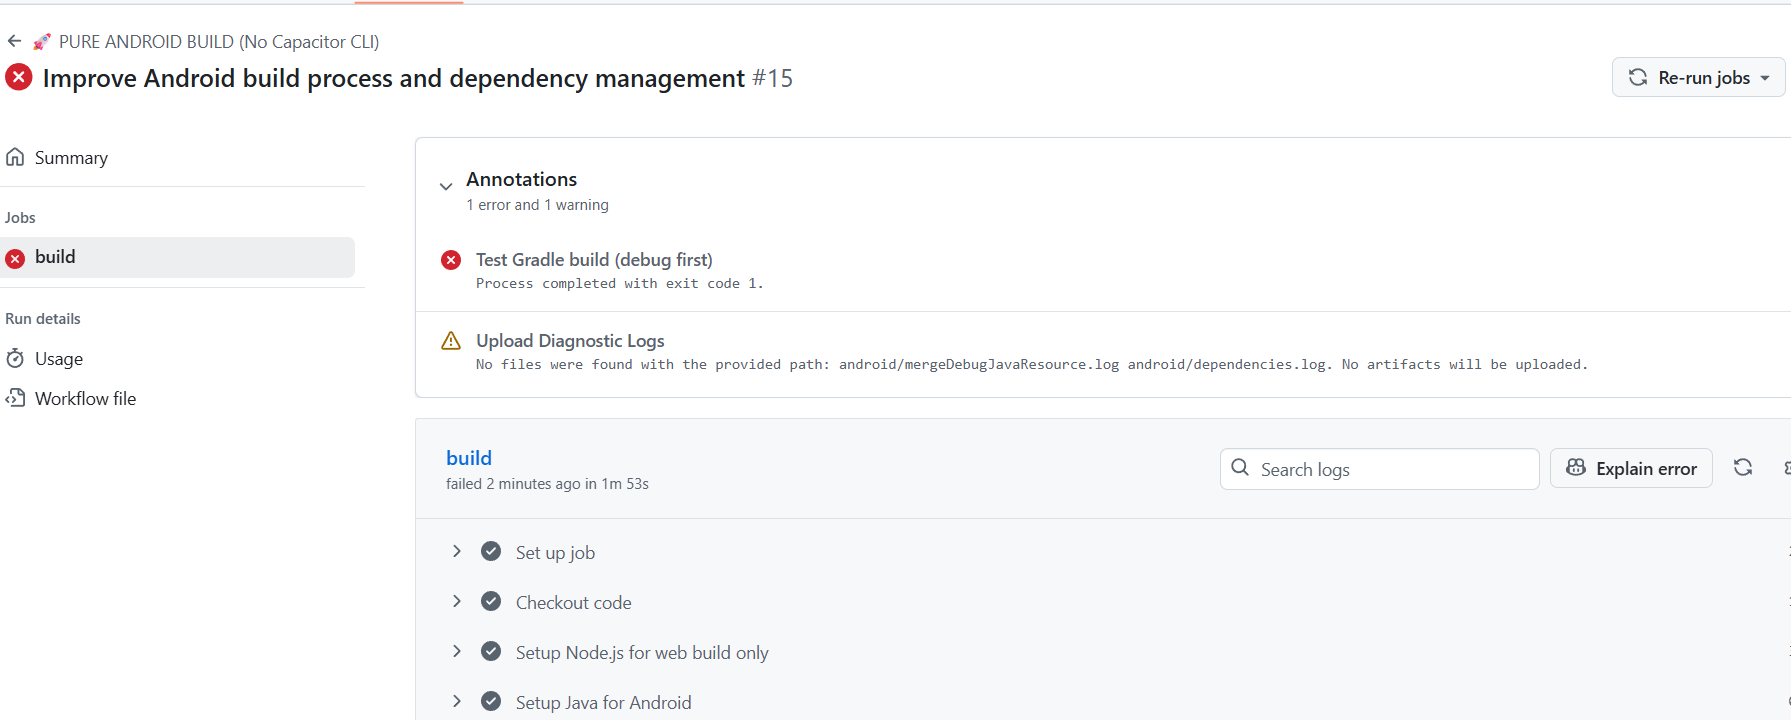 PURE ANDROID BUILD (No Capacitor CLI)
Improve Android build process and dependency management #15
Re-run jobs
Summary
Jobs
build
Run details
Usage
Workflow file
Annotations
1 error and 1 warning
Test Gradle build (debug first)
Process completed with exit code 1.
Upload Diagnostic Logs
No files were found with the provided path: android/mergeDebugJavaResource.log android/dependencies.log. No artifacts will be uploaded.
build
failed 2 minutes ago in 1m 53s
Search logs
Explain error
Set up job
Checkout code
Setup Node.js for web build only
Setup Java for Android